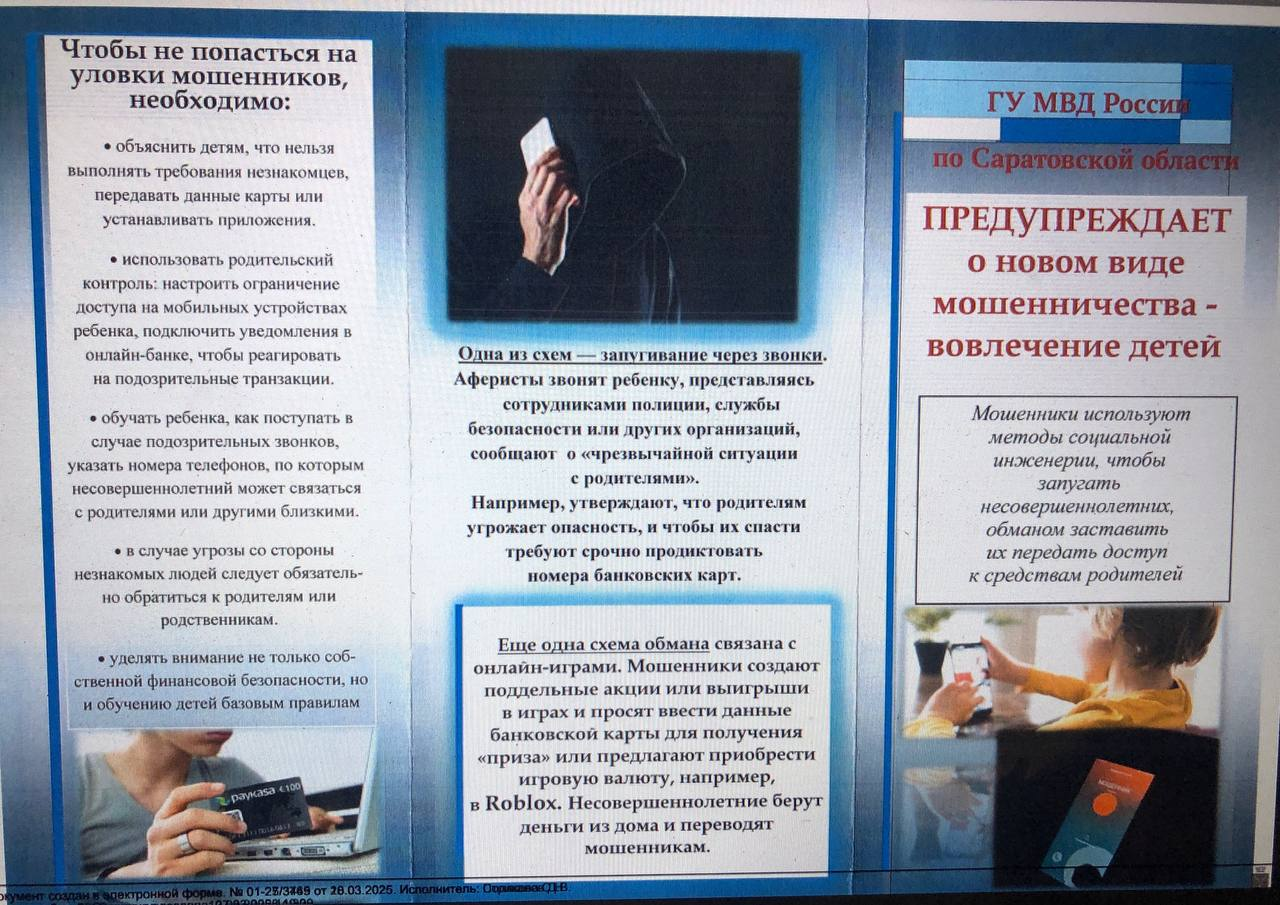 Чтобы не попасться на
уловки мошенников,
необходимо:
• объяснить детям, что нельзя
выполнять требования незнакомцев,
передавать данные карты или
устанавливать приложения.
• использовать родительский
контроль: настроить ограничение
доступа на мобильных устройствах
ребенка, подключить уведомления в
онлайн-банке, чтобы реагировать
на подозрительные транзакции.
• обучать ребенка, как поступать в
случае подозрительных звонков,
указать номера телефонов, по которым
несовершеннолетний может связаться
с родителями или другими близкими.
• в случае угрозы со стороны
незнакомых людей следует обязатель-
но обратиться к родителям или
родственникам.
• уделять внимание не только соб-
ственной финансовой безопасности, но
и обучению детей базовым правилам
paykasa €100
Одна из схем — запугивание через звонки.
Аферисты звонят ребенку, представляясь
сотрудниками полиции, службы
безопасности или других организаций,
сообщают о «чрезвычайной ситуации
с родителями».
Например, утверждают, что родителям
угрожает опасность, и чтобы их спасти
требуют срочно продиктовать
номера банковских карт.
Еще одна схема обмана связана с
онлайн-играми. Мошенники создают
поддельные акции или выигрыши
в играх и просят ввести данные
банковской карты для получения
«приза» или предлагают приобрести
игровую валюту, например,
в Roblox. Несовершеннолетние берут
деньги из дома и переводят
мошенникам.
ГУ МВД России
по Саратовской области
ПРЕДУПРЕЖДАЕТ
о новом виде
мошенничества -
вовлечение детей
Мошенники используют
методы социальной
инженерии, чтобы
запугать
несовершеннолетних,
обманом заставить
их передать доступ
к средствам родителей
МОШЕННИК
документ создан в электронной форме. № 01-25/ от .03.2025. Исполнитель: